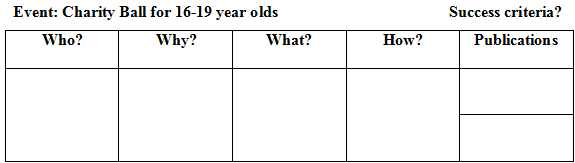 Event: Charity Ball for 16-19 year olds Success criteria?
Who? Why? What? How? Publications